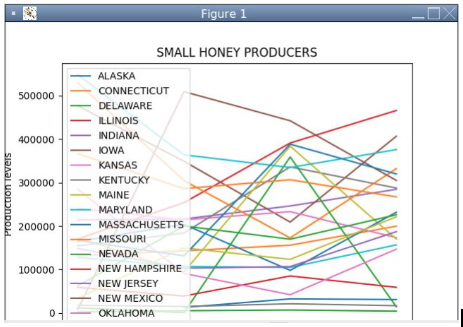 Figure 1
SMALL HONEY PRODUCERS
Production levels
500000
400000
300000
200000
100000
0
ALASKA
CONNECTICUT
DELAWARE
ILLINOIS
INDIANA
IOWA
KANSAS
KENTUCKY
MAINE
MARYLAND
MASSACHUSETTS
MISSOURI
NEVADA
NEW HAMPSHIRE
NEW JERSEY
NEW MEXICO
OKLAHOMA